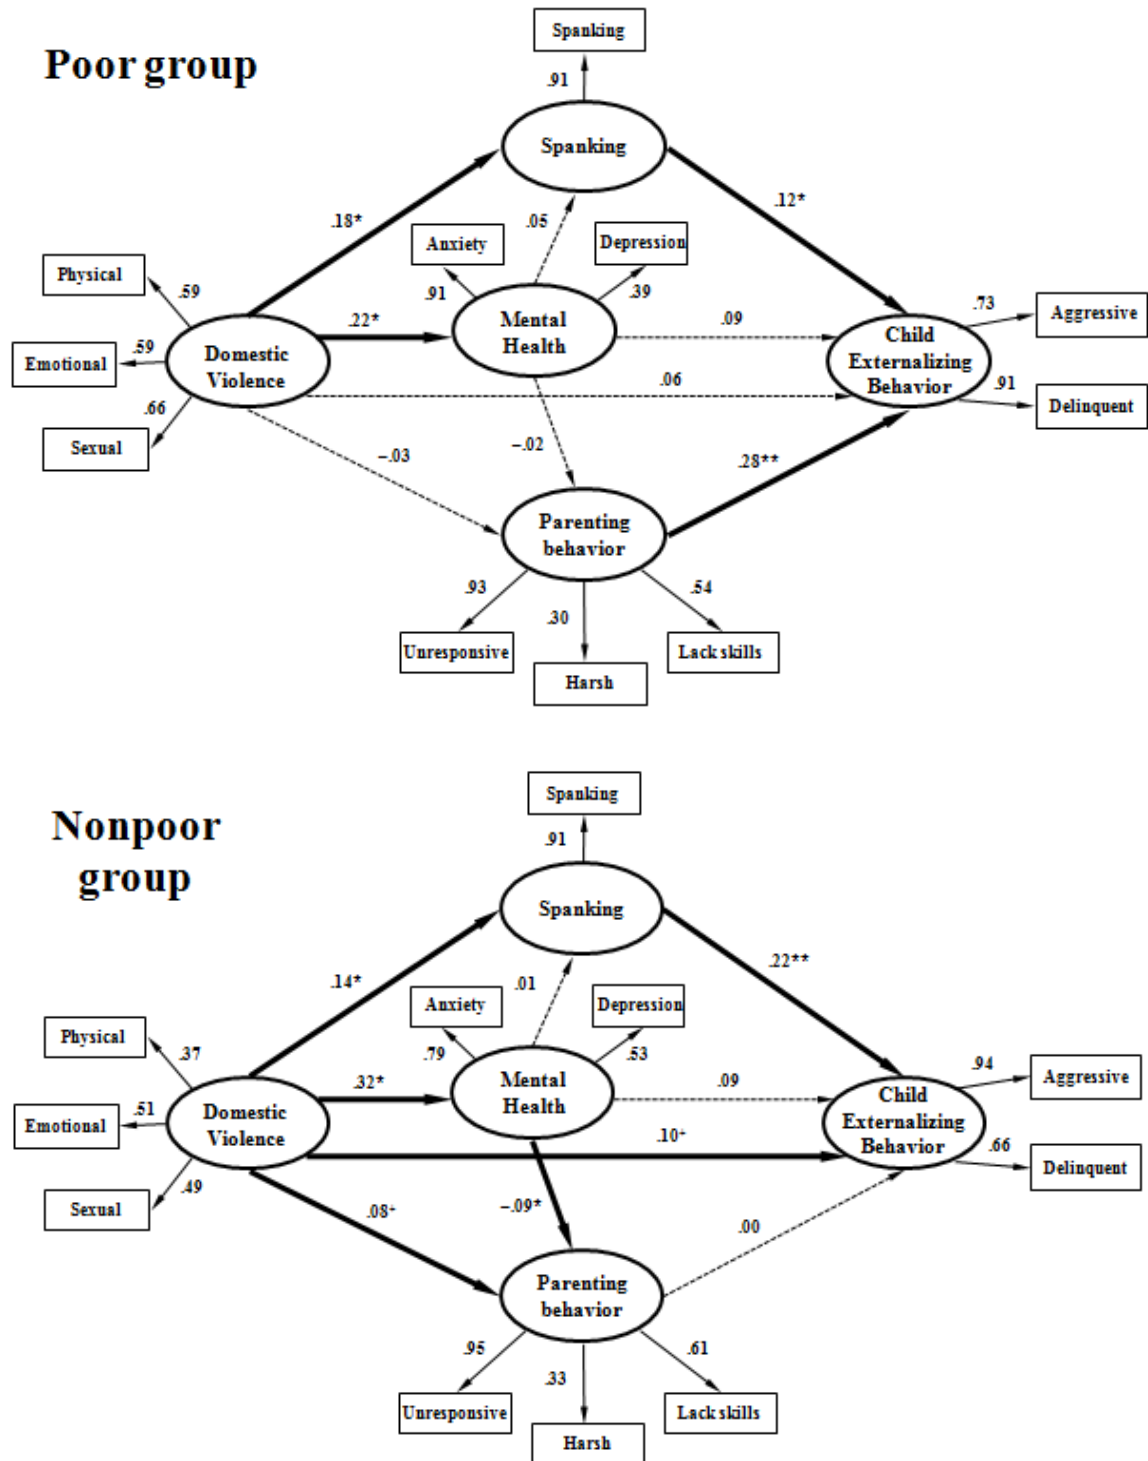 Spanking
Poor group
.91
Spanking
.18*
.12*
.05
Anxiety
Depression
Physical
.59
.91
.39
.73
Aggressive
Mental
Health
.22*
.09
Child
Externalizing
Behavior
Emotional
.59
Domestic
Violence
.06
.91
Delinquent
Sexual
.66
–.03
–.02
.28**
Parenting
behavior
.93
.30
.54
Unresponsive
Lack skills
Harsh
Spanking
Nonpoor
group
.91
Spanking
.14*
.22**
.01
Anxiety
Depression
Physical
.37
.79
.53
.94
Aggressive
Mental
Health
.32*
.09
Child
Externalizing
Behavior
Emotional
.51
Domestic
Violence
.10+
.66
Delinquent
Sexual
.49
.08+
–.09*
.00
Parenting
behavior
.95
.33
.61
Unresponsive
Lack skills
Harsh